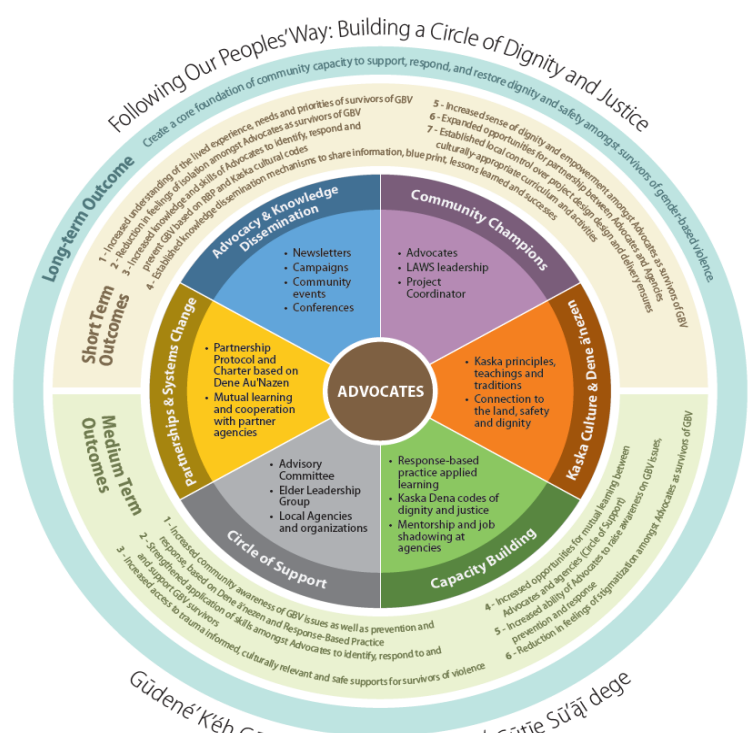 Following Our Peoples' Way: Building a Circle of Dignity and Justice
Long-term Outcome
Create a core foundation of community capacity to support, respond, and restore dignity and safety amongst survivors of gender-based violence.
Short Term
Outcomes
1 - Increased understanding of the lived experience, needs and priorities of survivors of GBV
2 - Reduction in feelings of isolation amongst Advocates as survivors of GBV
3 - Increased knowledge and skills of Advocates to identify, respond and
prevent GBV based on RBP and Kaska cultural codes
4 - Established knowledge dissemination mechanisms to share information, blue print, lessons learned and successes
5 - Increased sense of dignity and empowerment amongst Advocates as survivors of GBV
6 - Expanded opportunities for partnership between Advocates and Agencies
7 - Established local control over project design design and delivery ensures
culturally-appropriate curriculum and activities
Advocacy & Knowledge
Dissemination
• Newsletters
• Campaigns
• Community
events
• Conferences
Community Champions
• Advocates
• LAWS leadership
• Project
Coordinator
Partnerships & Systems Change
• Partnership
Protocol and
Charter based on
Dene Au'Nazen
• Mutual learning
and cooperation
with partner
agencies
ADVOCATES
Kaska Culture & Dene ā'nezen
• Kaska principles,
teachings and
traditions
• Connection to
the land, safety
and dignity
Circle of Support
• Advisory
Committee
• Elder Leadership
Group
• Local Agencies
and organizations
Capacity Building
• Response-based
practice applied
learning
• Kaska Dena codes of
dignity and justice
• Mentorship and job
shadowing at
agencies
Medium Term
Outcomes
1 - Increased community awareness of GBV issues as well as prevention and
response, based on Dene ā'nezen and Response-Based Practice
2 - Strengthened application of skills amongst Advocates to identify, respond to and
and support GBV survivors
3 - Increased access to trauma informed, culturally relevant and safe supports for survivors of violence
4 - Increased opportunities for mutual learning between
Advocates and agencies (Circle of Support)
5 - Increased ability of Advocates to raise awareness on GBV issues,
prevention and response
6 - Reduction in feelings of stigmatization amongst Advocates as survivors of GBV
Gūdené' K'éh
dege